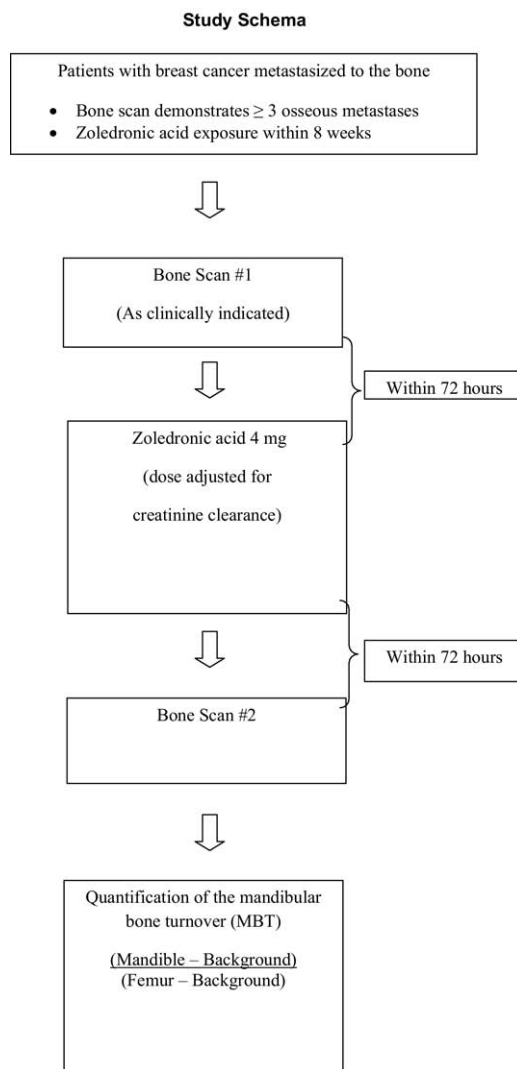 Study Schema
Patients with breast cancer metastasized to the bone
• Bone scan demonstrates ≥ 3 osseous metastases
• Zoledronic acid exposure within 8 weeks
Bone Scan #1
(As clinically indicated)
Within 72 hours
Zoledronic acid 4 mg
(dose adjusted for
creatinine clearance)
Within 72 hours
Bone Scan #2
Quantification of the mandibular
bone turnover (MBT)
(Mandible – Background)
(Femur – Background)